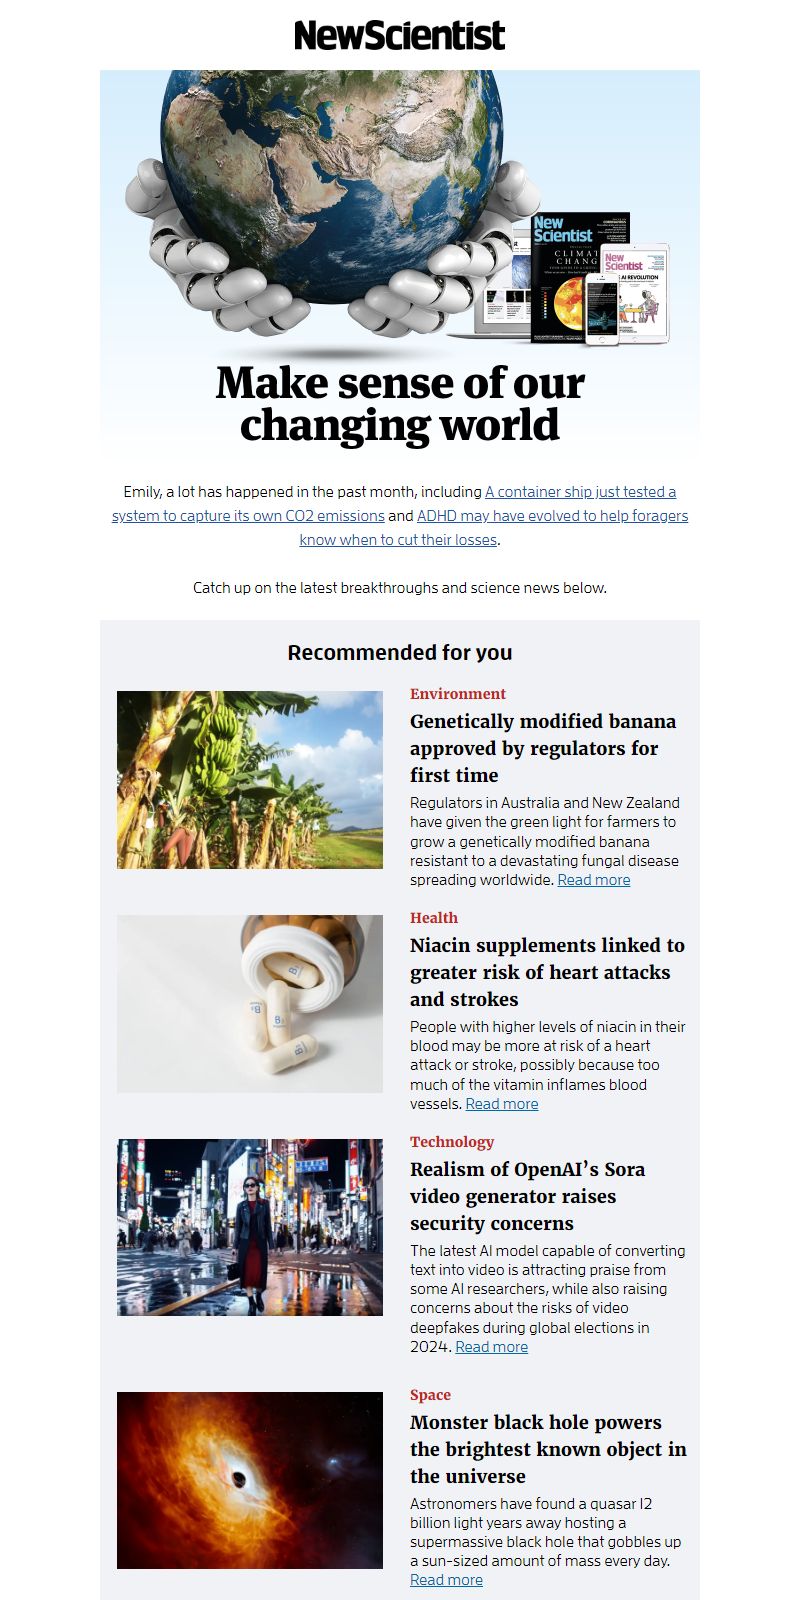 NewScientist
New
Scientist
New
Scientist
AI REVOLUTION
Make sense of our
changing world
Emily, a lot has happened in the past month, including A container ship just tested a
system to capture its own CO2 emissions and ADHD may have evolved to help foragers
know when to cut their losses.
Catch up on the latest breakthroughs and science news below.
Recommended for you
Environment
Genetically modified banana
approved by regulators for
first time
Regulators in Australia and New Zealand
have given the green light for farmers to
grow a genetically modified banana
resistant to a devastating fungal disease
spreading worldwide. Read more
Health
Niacin supplements linked to
greater risk of heart attacks
and strokes
People with higher levels of niacin in their
blood may be more at risk of a heart
attack or stroke, possibly because too
much of the vitamin inflames blood
vessels. Read more
Technology
Realism of OpenAI's Sora
video generator raises
security concerns
The latest AI model capable of converting
text into video is attracting praise from
some AI researchers, while also raising
concerns about the risks of video
deepfakes during global elections in
2024. Read more
Space
Monster black hole powers
the brightest known object in
the universe
Astronomers have found a quasar 12
billion light years away hosting a
supermassive black hole that gobbles up
a sun-sized amount of mass every day.
Read more